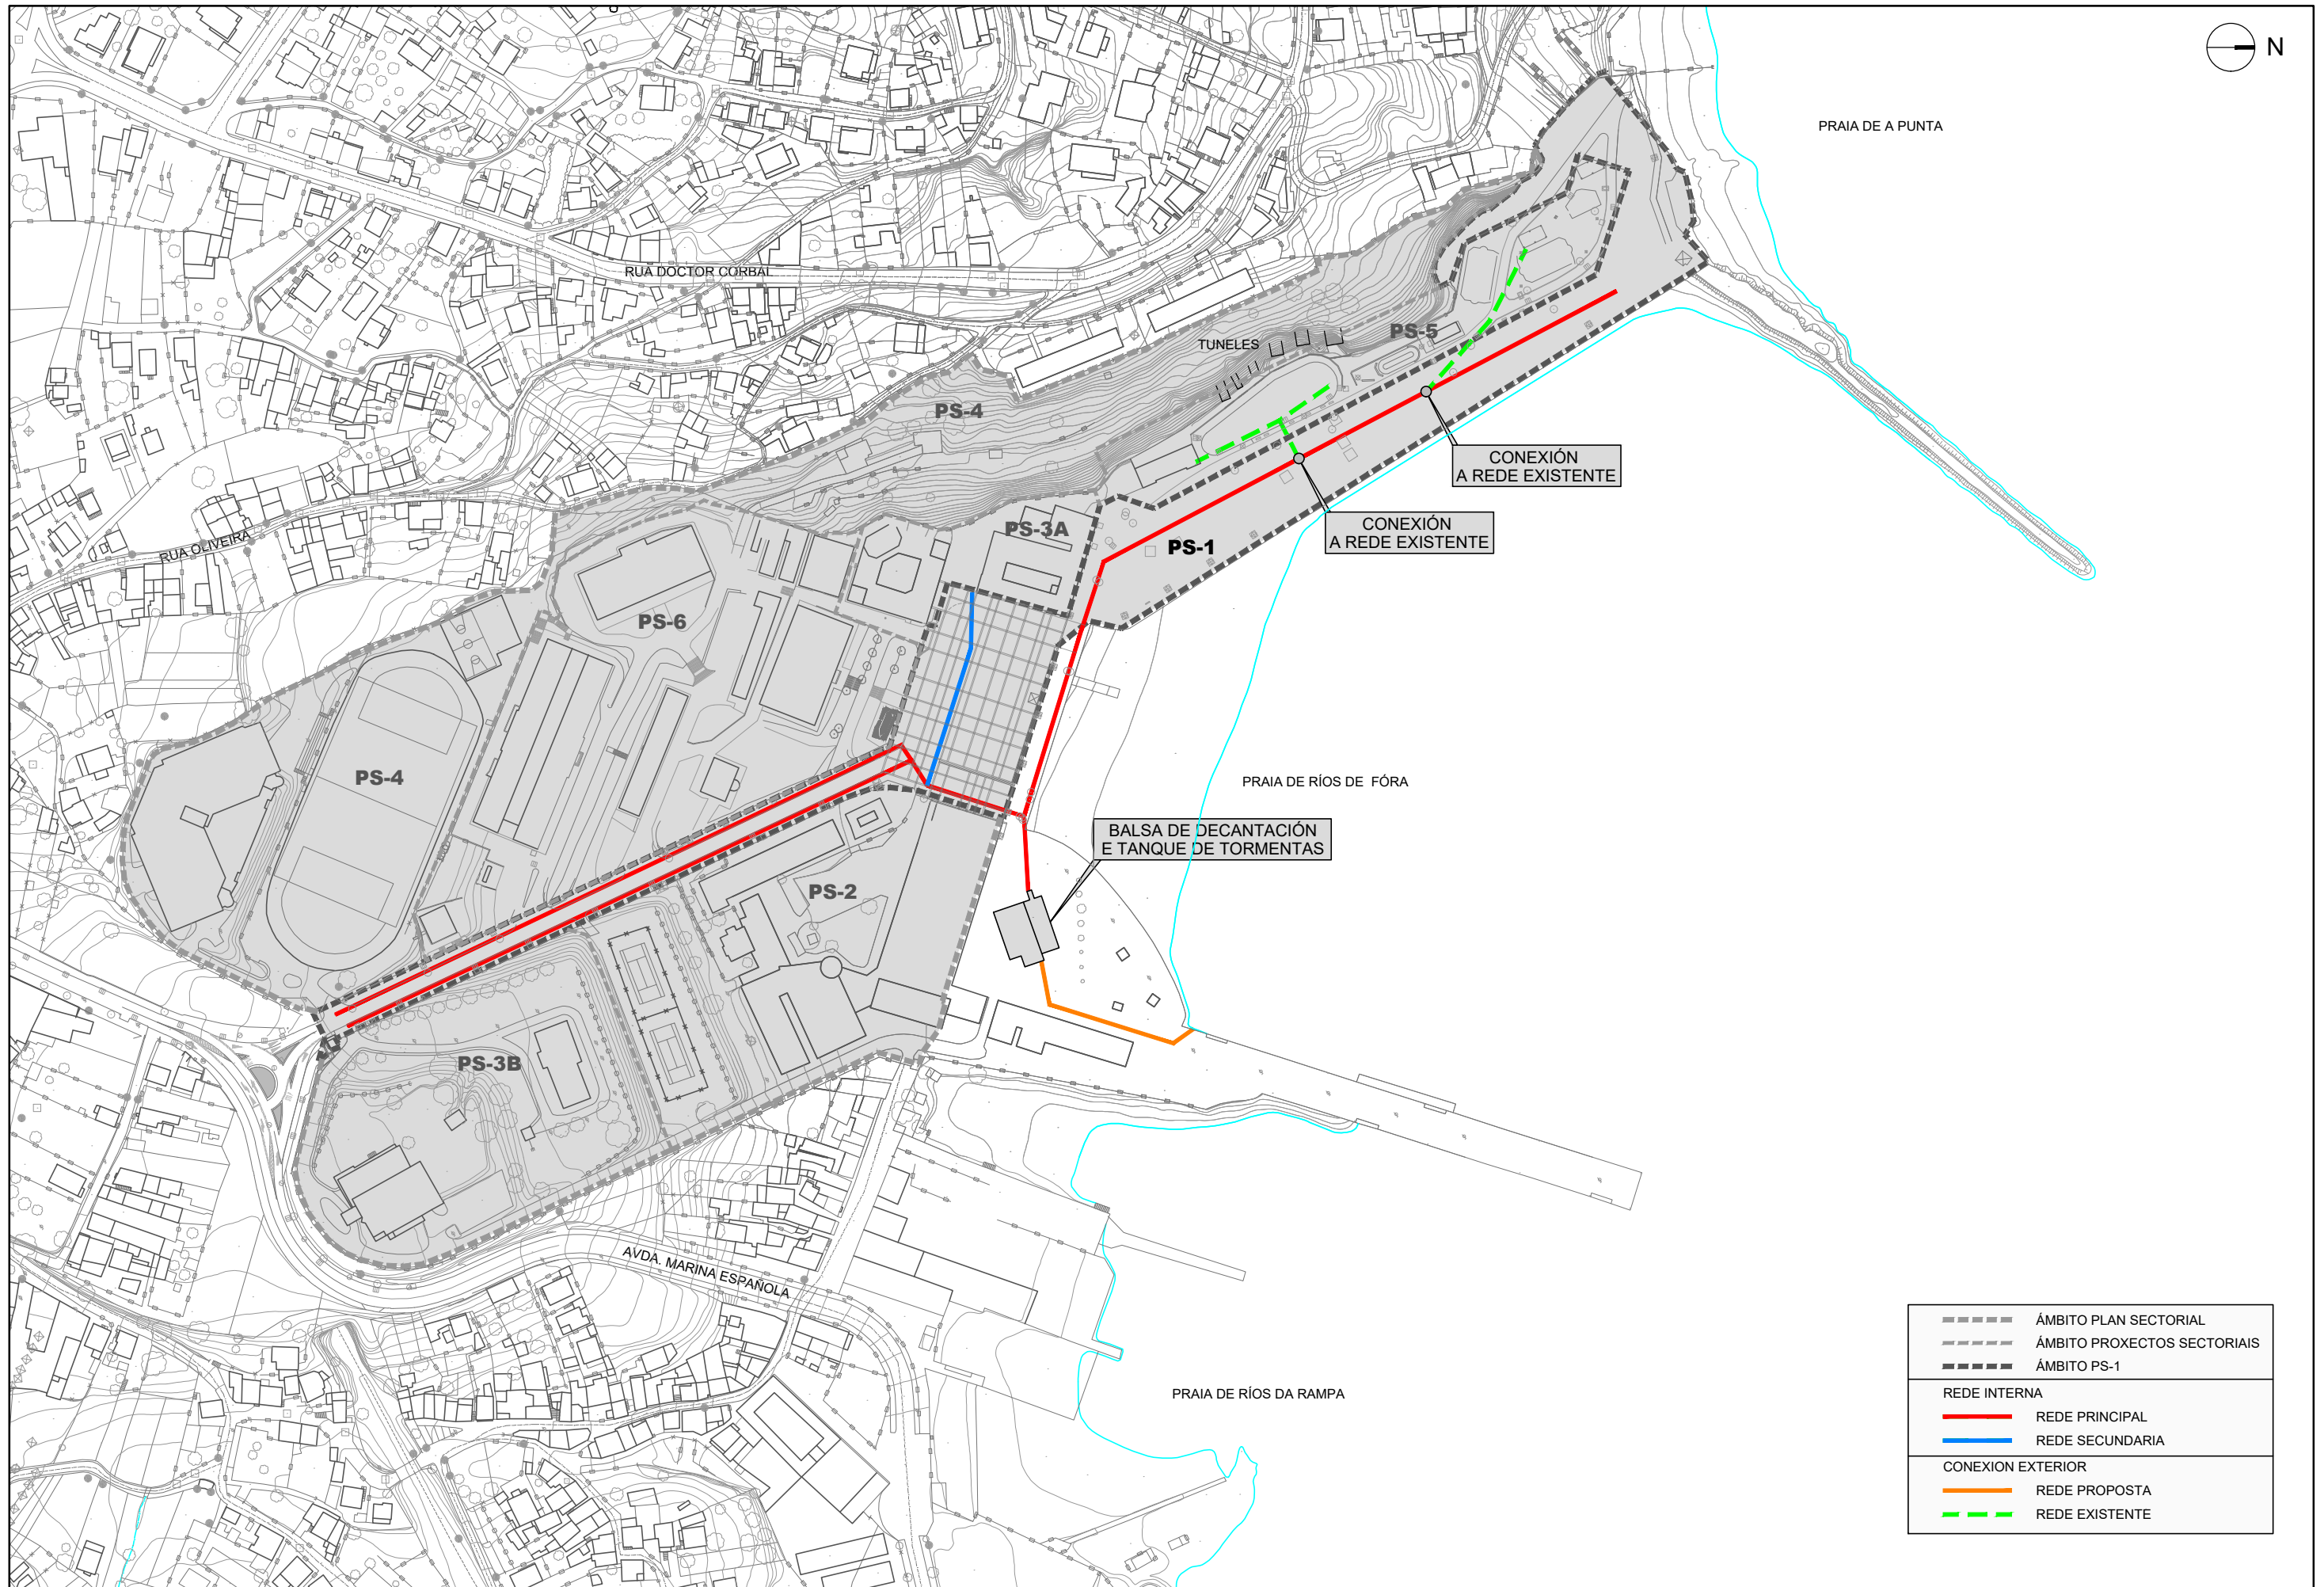 N
PRAIA DE A PUNTA
RUA DOCTOR CORBAL
TUNELES
PS-5
PS-4
CONEXIÓN
A REDE EXISTENTE
CONEXIÓN
A REDE EXISTENTE
PS-3A
PS-1
RUA OLIVEIRA
PS-6
PS-4
PRAIA DE RÍOS DE FÓRA
BALSA DE DECANTACIÓN
E TANQUE DE TORMENTAS
PS-2
PS-3B
AVDA. MARINA ESPAÑOLA
PRAIA DE RÍOS DA RAMPA
ÁMBITO PLAN SECTORIAL
ÁMBITO PROXECTOS SECTORIAIS
ÁMBITO PS-1
REDE INTERNA
REDE PRINCIPAL
REDE SECUNDARIA
CONEXION EXTERIOR
REDE PROPOSTA
REDE EXISTENTE